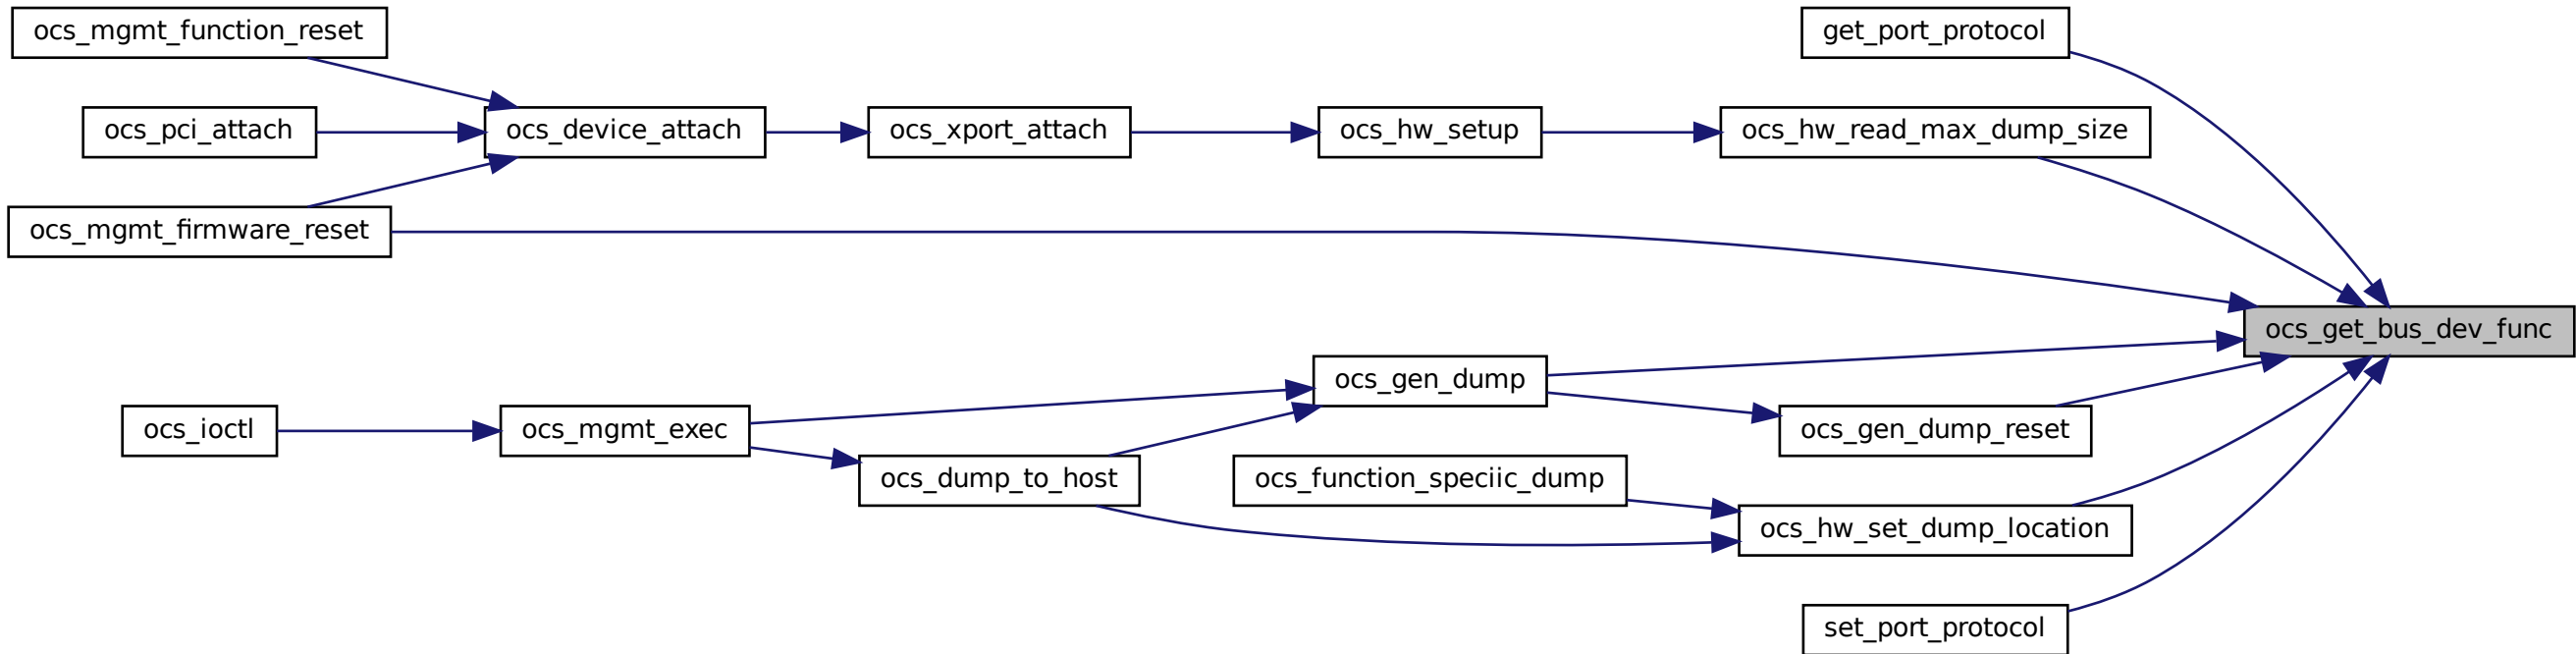 ocs_mgmt_function_reset
get_port_protocol
ocs_pci_attach
ocs_device_attach
ocs_xport_attach
ocs_hw_setup
ocs_hw_read_max_dump_size
ocs_mgmt_firmware_reset
ocs_get_bus_dev_func
ocs_gen_dump
ocs_ioctl
ocs_mgmt_exec
ocs_gen_dump_reset
ocs_dump_to_host
ocs_function_speciic_dump
ocs_hw_set_dump_location
set_port_protocol